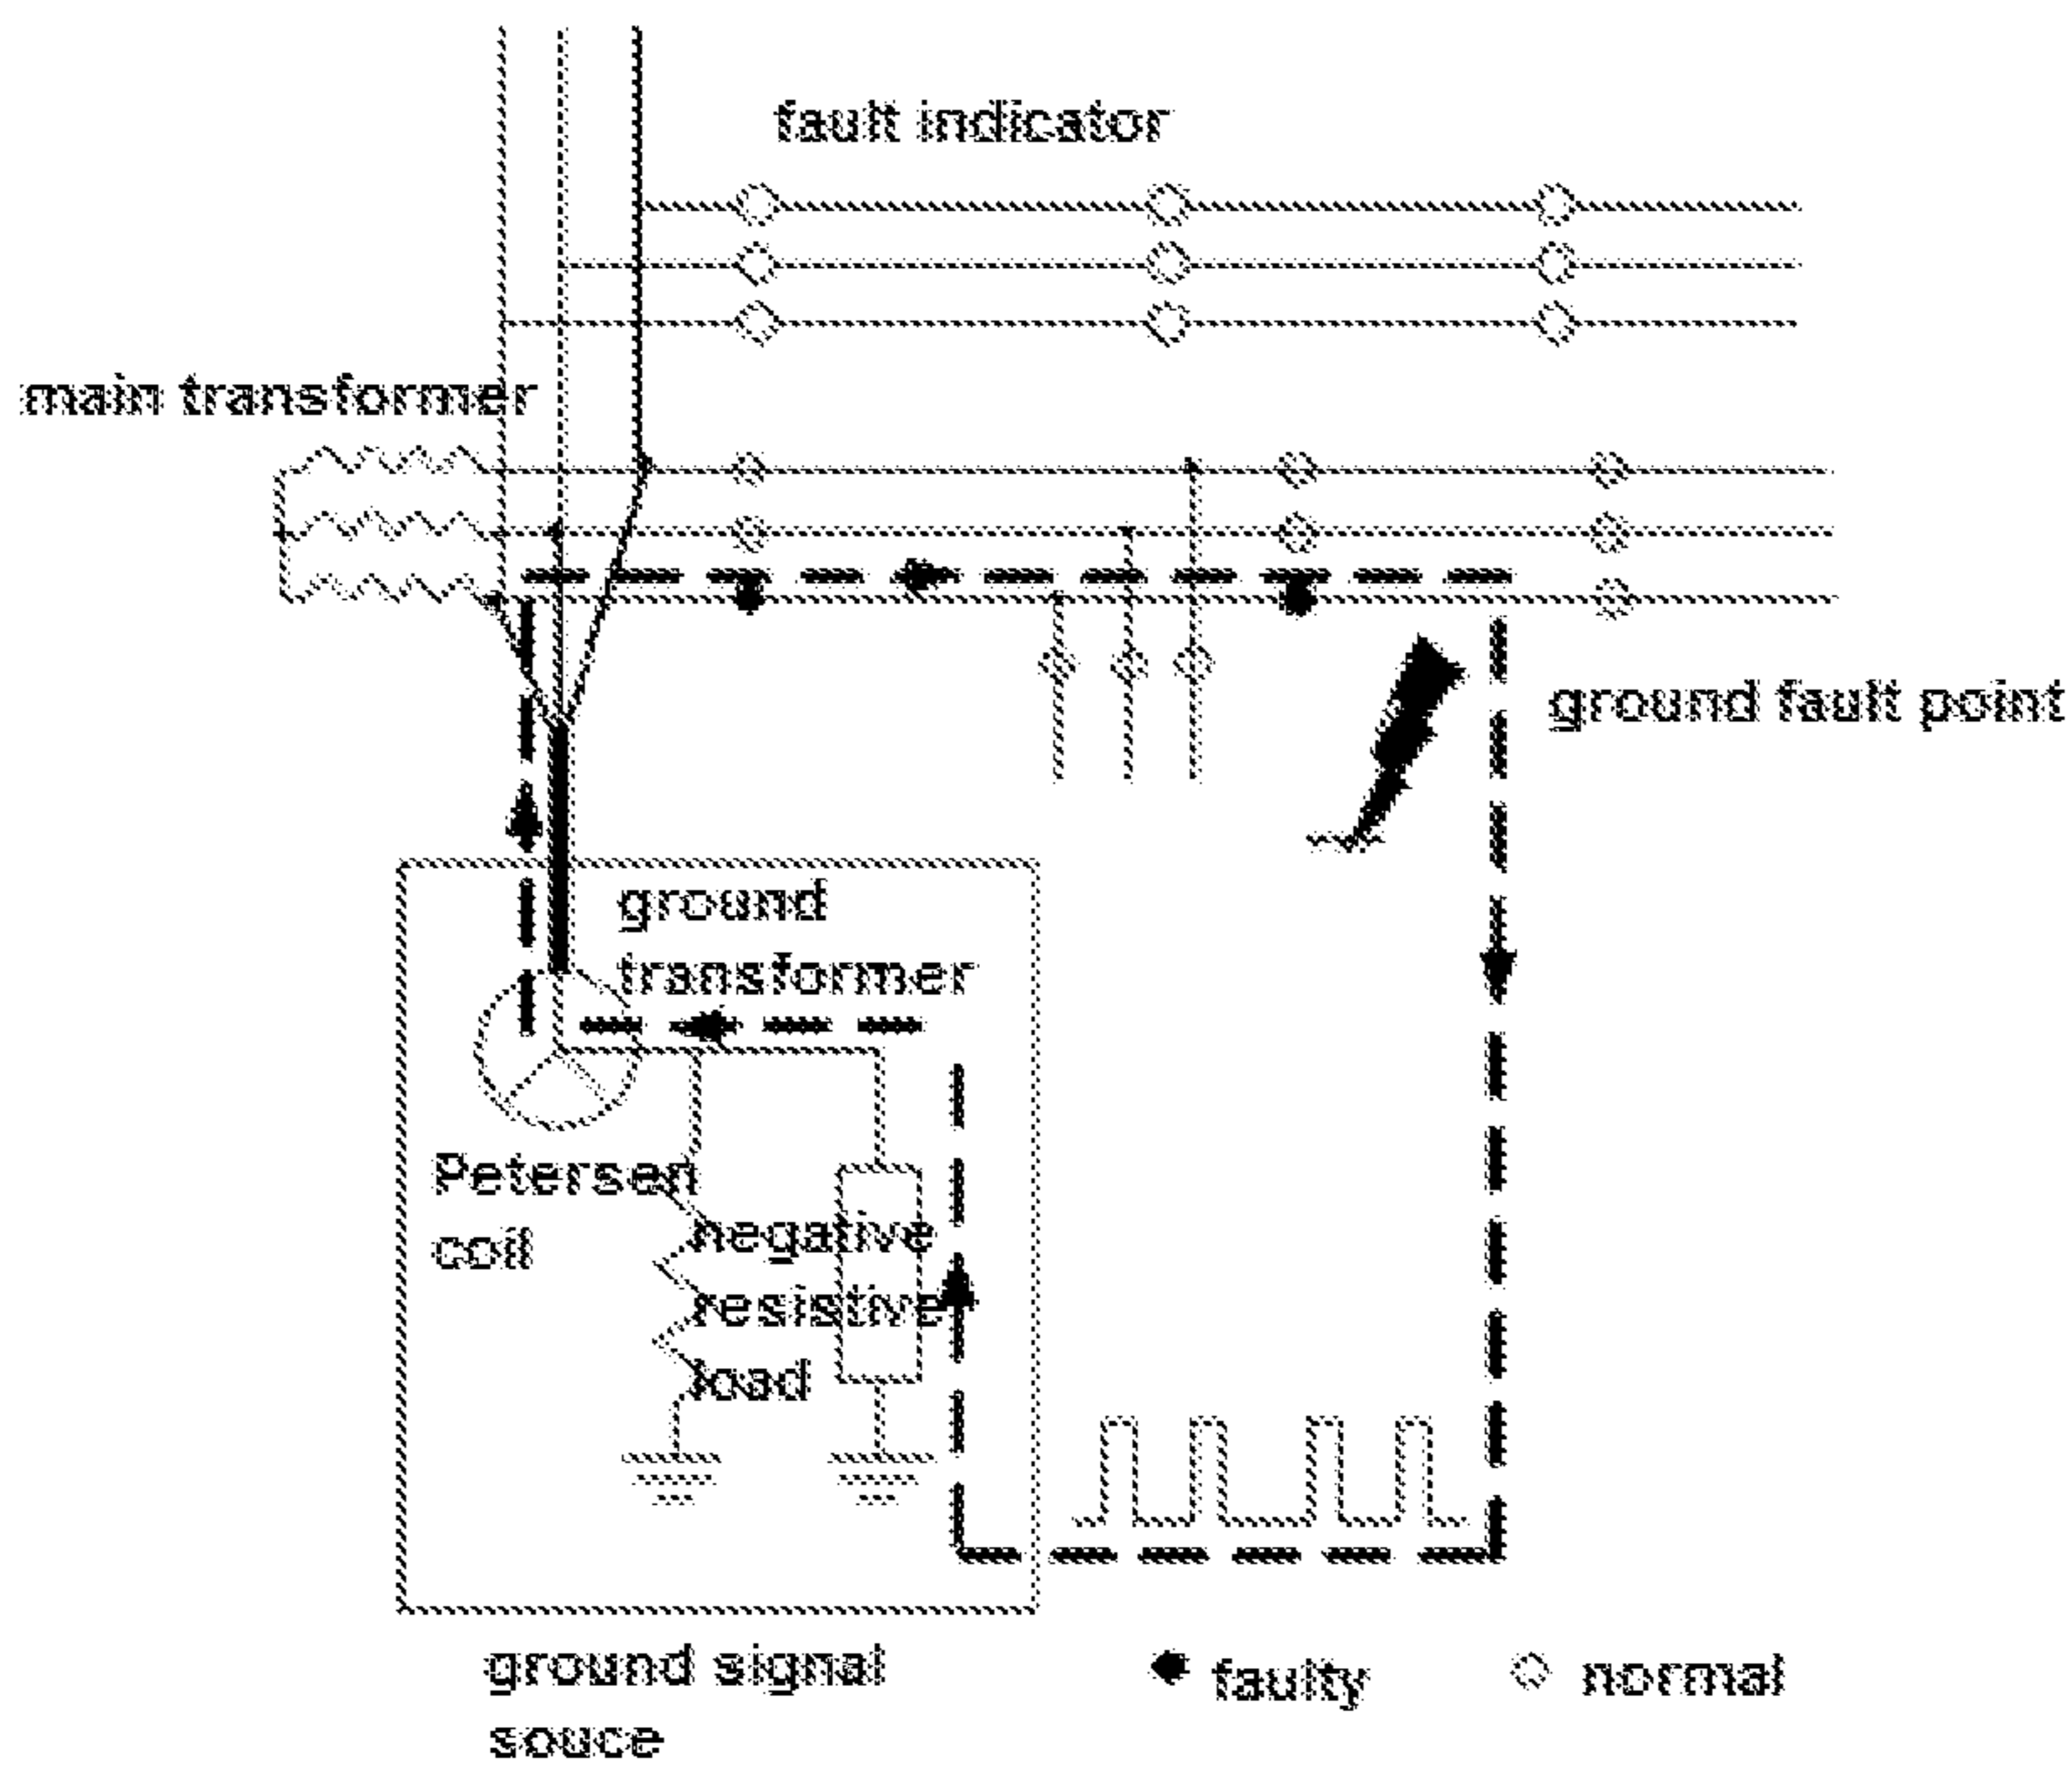 fault indicator
main transformer
ground fault point
ground
transformer
Petersen
coil
negative
resistive
load
ground signal
souce
faulty
normal